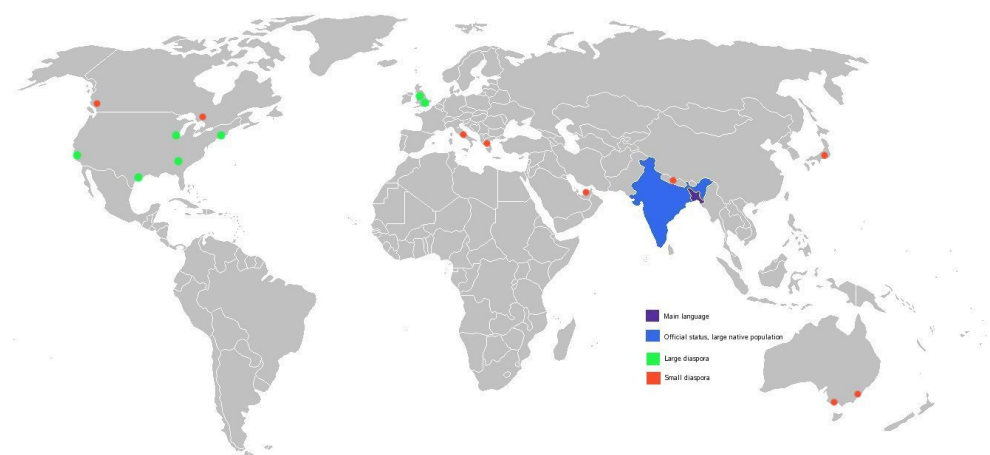 Main language
Official status, large native population
Large diaspora
Small diaspora